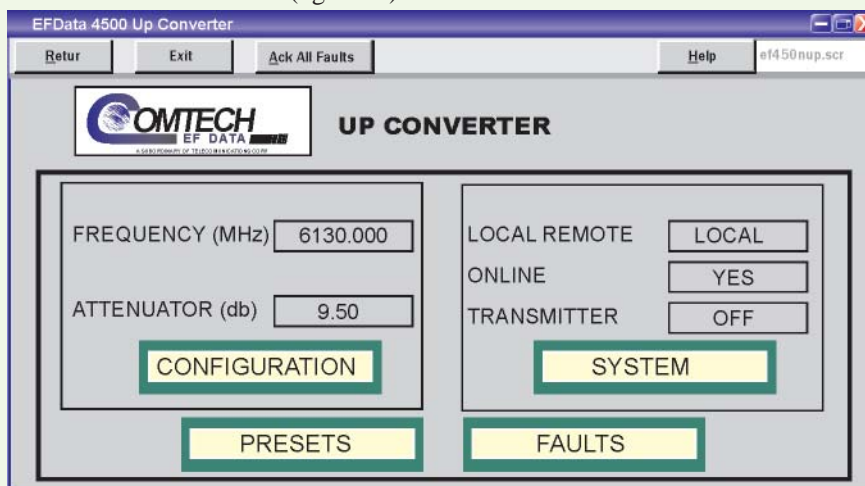 EFData 4500 Up Converter
Retur Exit Ack All Faults Help ef450nup.scr
COMTECH
EF DATA
UP CONVERTER
FREQUENCY (MHz) 6130.000
ATTENUATOR (db) 9.50
CONFIGURATION
LOCAL REMOTE LOCAL
ONLINE YES
TRANSMITTER OFF
SYSTEM
PRESETS FAULTS